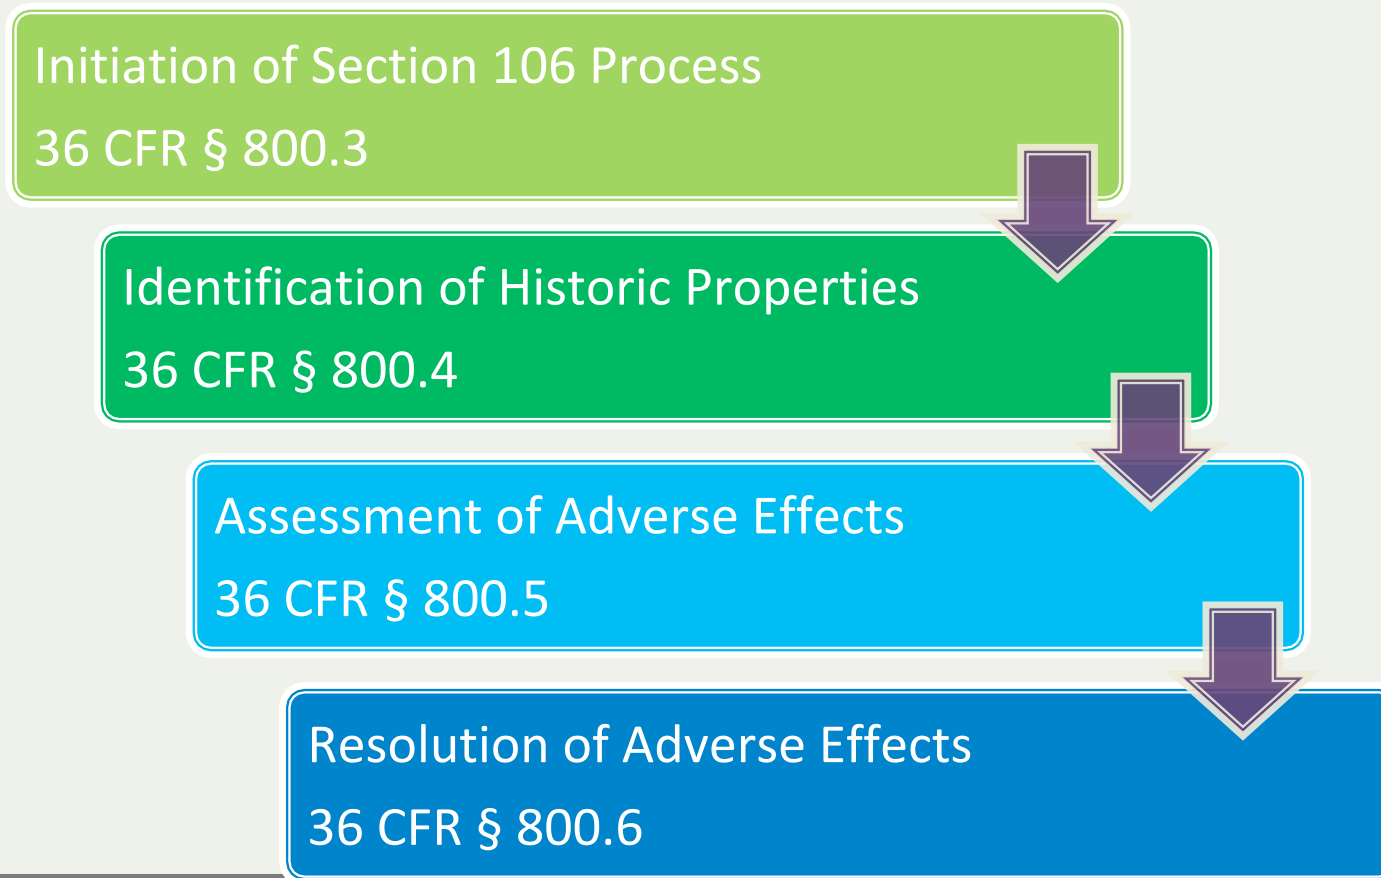 Initiation of Section 106 Process
36 CFR § 800.3
Identification of Historic Properties
36 CFR § 800.4
Assessment of Adverse Effects
36 CFR § 800.5
Resolution of Adverse Effects
36 CFR § 800.6